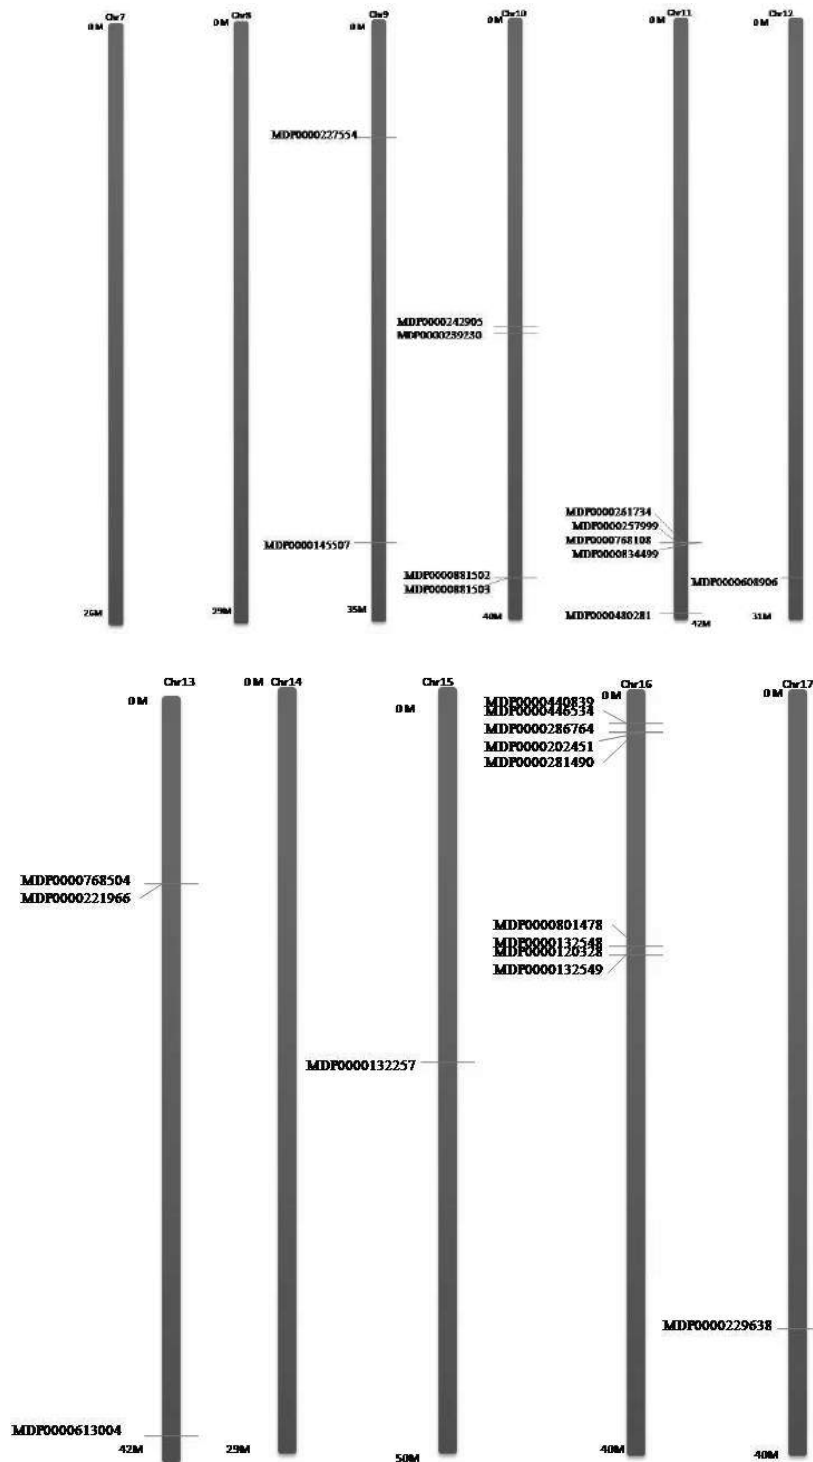 Chr7 Chr8 Chr9 Chr10 Chr11 Chr12
0M 0M 0M 0M 0M 0M
MDP0000227554
MDP0000242905
MDP0000239230
MDP0000261734
MDP0000257999
MDP0000768108
MDP0000834499
MDP0000145507
MDP0000881502
MDP0000881503
MDP0000608906
MDP0000480281
26M 29M 35M 40M 42M 31M
Chr13 Chr14 Chr15 Chr16 Chr17
0M 0M 0M 0M 0M
MDP0000440839
MDP0000446534
MDP0000286764
MDP0000202451
MDP0000281490
MDP0000768504
MDP0000221966
MDP0000801478
MDP0000132548
MDP0000120328
MDP0000132549
MDP0000132257
MDP0000229638
MDP0000613004
42M 29M 50M 40M 40M